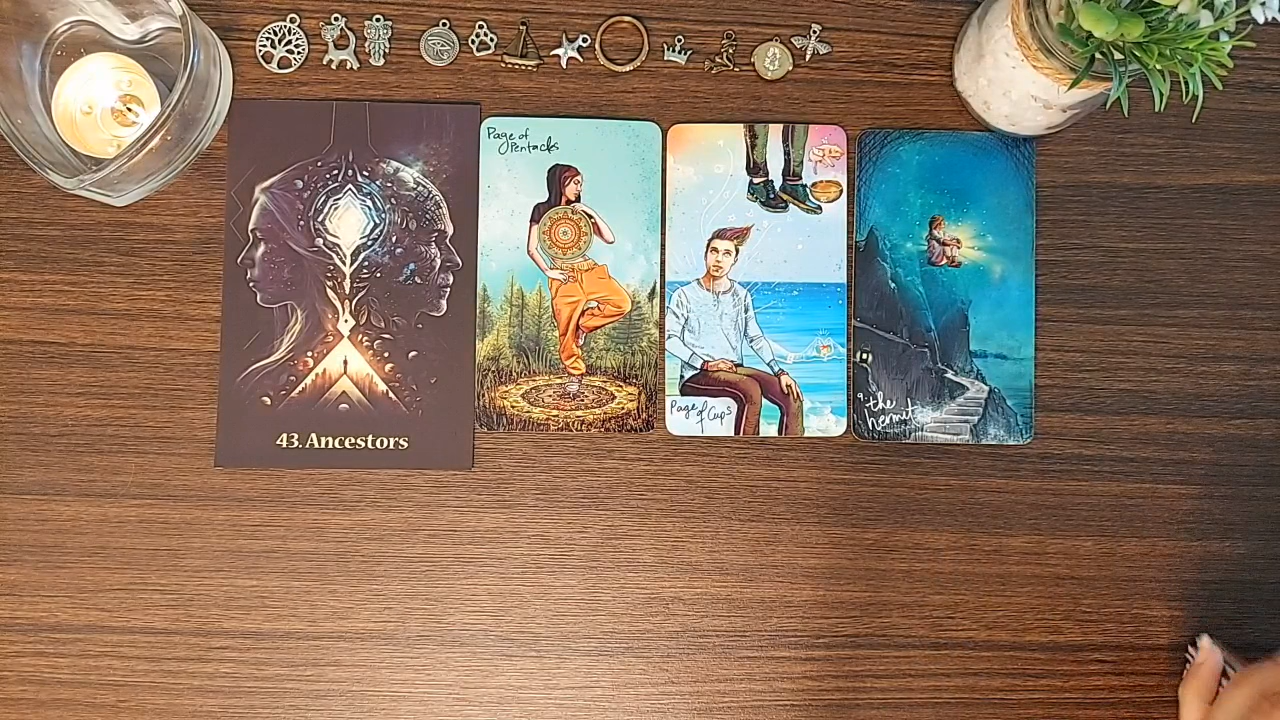 43. Ancestors
Page of
Pentacles
Page of Cups
9. the
hermit